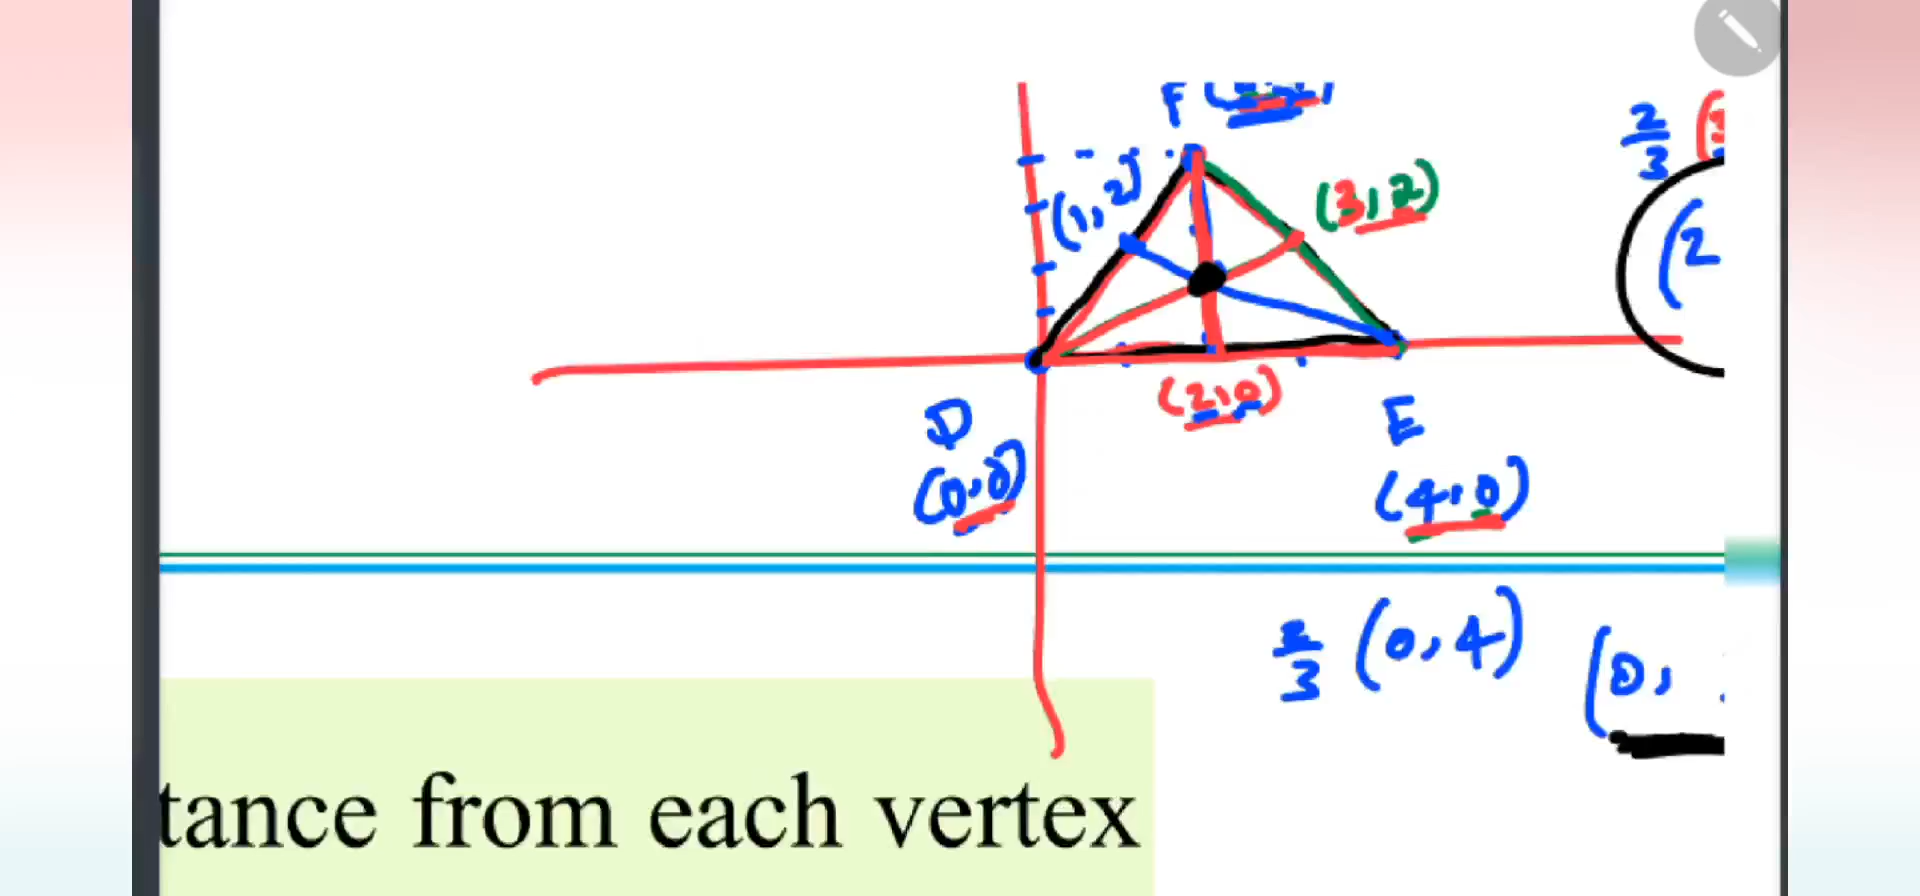 F
2/3
(1,2)
(3,2)
(2
(2,0)
D
E
(0,0)
(4,0)
2/3 (0,4) (0,
tance from each vertex